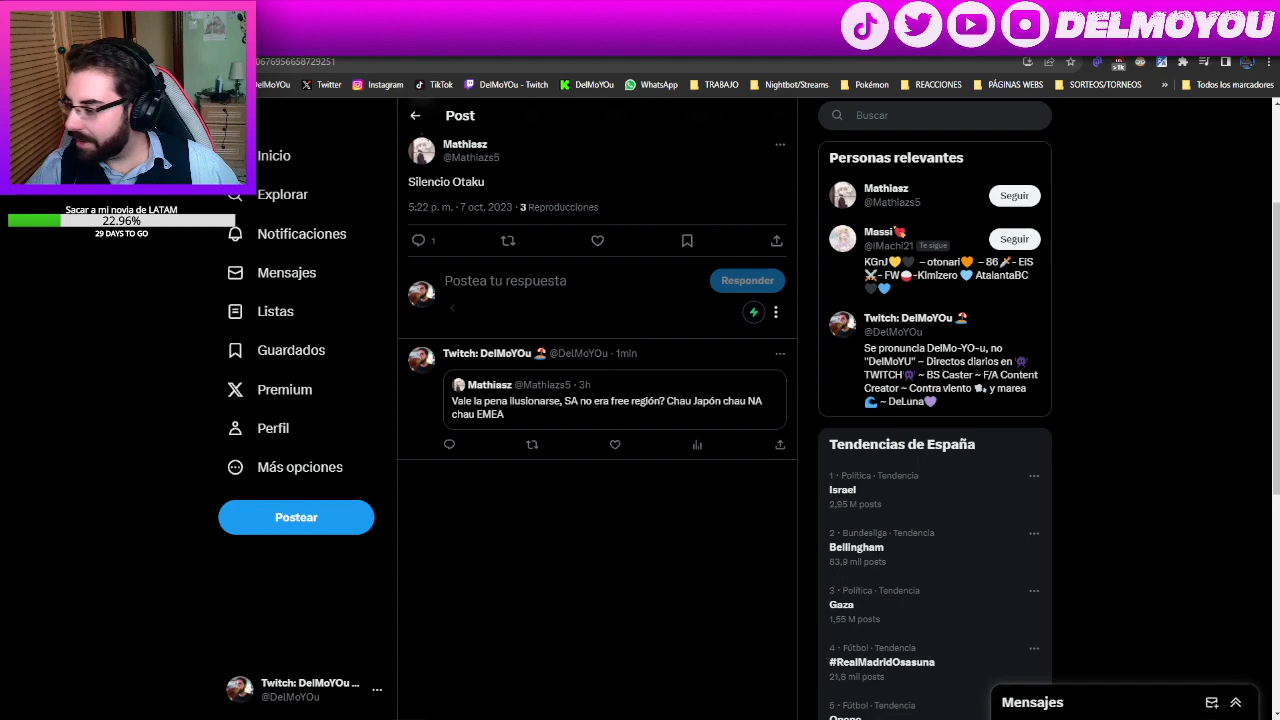 DELMOYOU
0676956658729251
DelMoYOu
Twitter
Instagram
TikTok
DelMoYOu - Twitch
DelMoYOu
WhatsApp
TRABAJO
Nightbot/Streams
Pokémon
REACCIONES
PÁGINAS WEBS
SORTEOS/TORNEO
»
Todos los marcadores
Sacar a mi novia de LATAM
22.96%
29 DAYS TO GO
Inicio
Explorar
Notificaciones
Mensajes
Listas
Guardados
Premium
Perfil
Más opciones
Postear
Twitch: DelMoYOu ...
@DelMoYOu
Post
Mathiasz
@Mathiazs5
Silencio Otaku
5:22 p. m. · 7 oct. 2023 · 3 Reproducciones
1
Postea tu respuesta
Responder
Twitch: DelMoYOu 🏖️ @DelMoYOu · 1min
Mathiasz @Mathiazs5 · 3h
Vale la pena ilusionarse, SA no era free región? Chau Japón chau NA
chau EMEA
Buscar
Personas relevantes
Mathiasz
@Mathiazs5
Seguir
Massi💘
@iMachi21 Te sigue
Seguir
KGnJ💛🖤 – otonari🧡 – 86🗡️– EIS
⚔️– FW🍚–KImIzero 🩵 AtalantaBC
🖤🩵
Twitch: DelMoYOu 🏖️
@DelMoYOu
Se pronuncia DelMo-YO-u, no
"DelMoYU" ~ Directos diarios en 👾
TWITCH👾 ~ BS Caster ~ F/A Content
Creator ~ Contra viento 💨 y marea
🌊 ~ DeLuna💜
Tendencias de España
1 · Política · Tendencia
Israel
2,95 M posts
2 · Bundesliga · Tendencia
Bellingham
83,9 mil posts
3 · Política · Tendencia
Gaza
1,55 M posts
4 · Fútbol · Tendencia
#RealMadridOsasuna
21,8 mil posts
5 · Fútbol · Tendencia
Mensajes